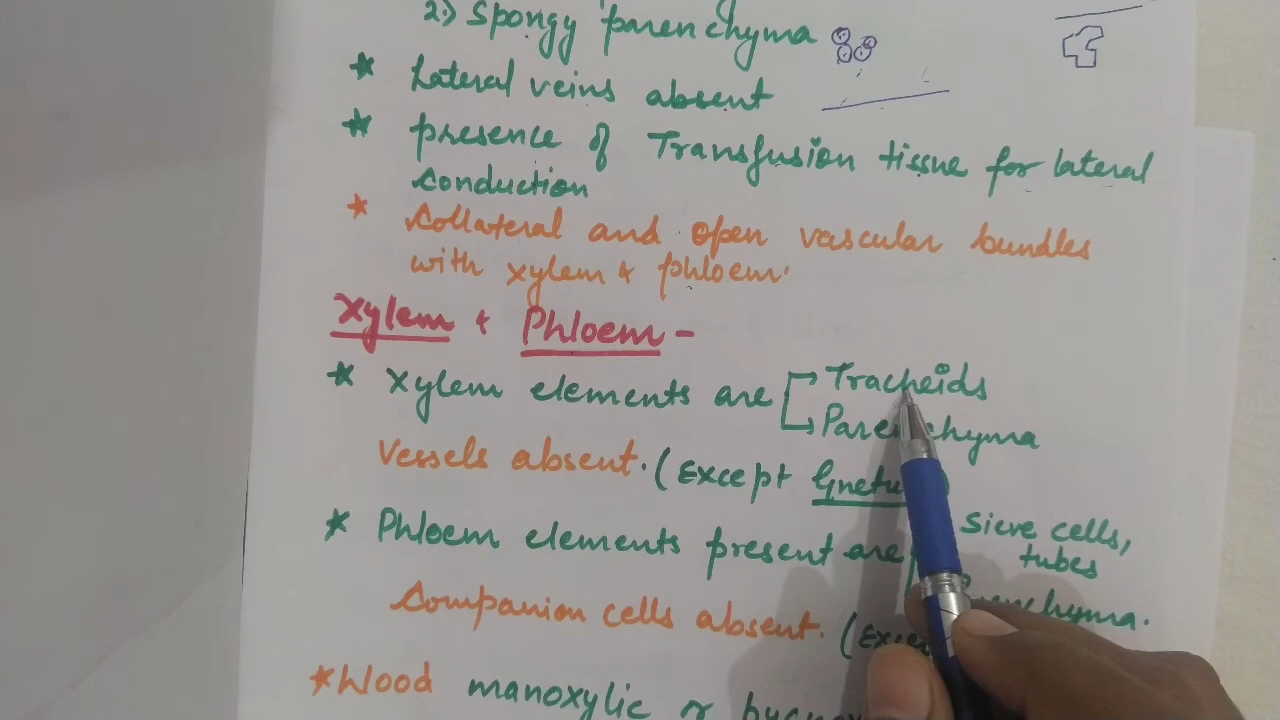 2.) Spongy parenchyma
* Lateral veins absent
* presence of Transfusion tissue for lateral
conduction
* Collateral and open vascular bundles
with xylem & phloem.
Xylem & Phloem -
* Xylem elements are Tracheids
Parenchyma
Vessels absent. (Except
* Phloem elements present are Sieve cells,
tubes
Companion cells absent.
* Wood manoxylic or